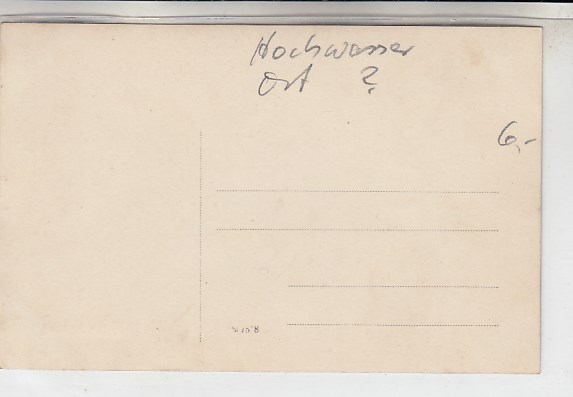 Hochwasser
Ort ?
6,-